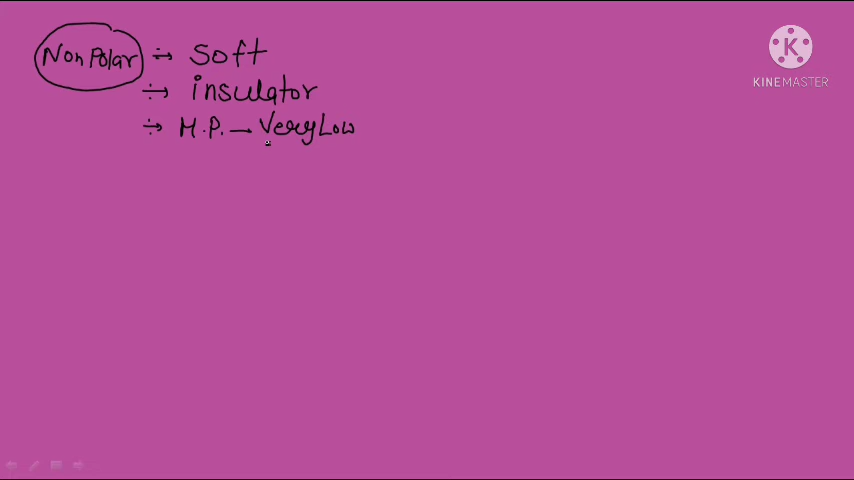 Non Polar → Soft
→ insulator
→ M.P. → Very Low
K
KINEMASTER